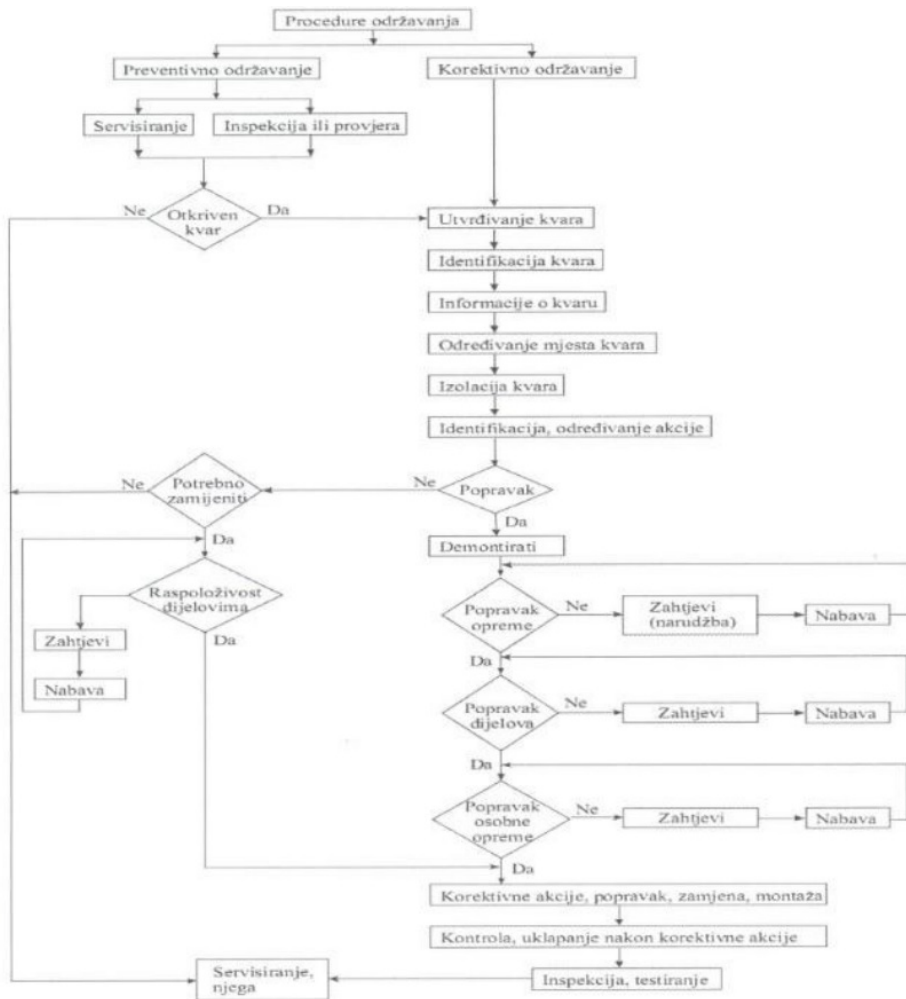 Procedure održavanja
Preventivno održavanje
Korektivno održavanje
Servisiranje
Inspekcija ili provjera
Ne
Otkriven
kvar
Da
Utvrđivanje kvara
Identifikacija kvara
Informacije o kvaru
Određivanje mjesta kvara
Izolacija kvara
Identifikacija, određivanje akcije
Ne
Potrebno
zamijeniti
Ne
Popravak
Da
Da
Demontirati
Raspoloživost
dijelovima
Da
Zahtjevi
Nabava
Popravak
opreme
Ne
Zahtjevi
(narudžba)
Nabava
Da
Popravak
dijelova
Ne
Zahtjevi
Nabava
Da
Popravak
osobne
opreme
Ne
Zahtjevi
Nabava
Da
Korektivne akcije, popravak, zamjena, montaža
Kontrola, uklapanje nakon korektivne akcije
Inspekcija, testiranje
Servisiranje,
njega